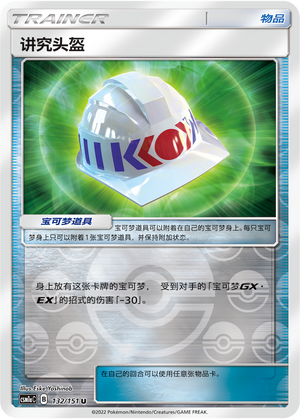 TRAINER
物品
讲究头盔
宝可梦道具
宝可梦道具可以附着在自己的宝可梦身上。每只宝可
梦身上只可以附着1张宝可梦道具，并保持附加状态。
身上放有这张卡牌的宝可梦，受到对手的「宝可梦GX・
EX」的招式的伤害「-30」。
Illus. Eske Yoshinob
在自己的回合可以使用任意张物品卡。
csm1aC 132/151 U
©2022 Pokémon/Nintendo/Creatures/GAME FREAK.